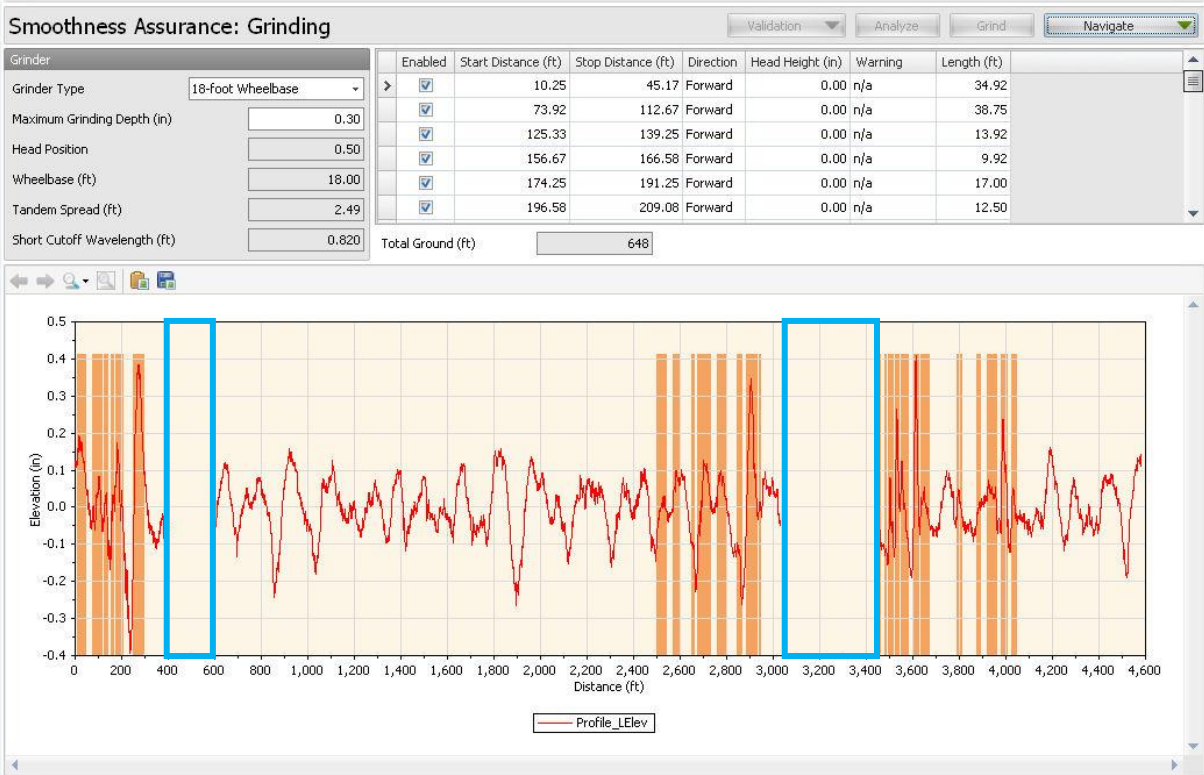 Smoothness Assurance: Grinding
Validation
Analyze
Grind
Navigate
Grinder
Grinder Type 18-foot Wheelbase
Maximum Grinding Depth (in) 0.30
Head Position 0.50
Wheelbase (ft) 18.00
Tandem Spread (ft) 2.49
Short Cutoff Wavelength (ft) 0.820
Enabled Start Distance (ft) Stop Distance (ft) Direction Head Height (in) Warning Length (ft)
10.25 45.17 Forward 0.00 n/a 34.92
73.92 112.67 Forward 0.00 n/a 38.75
125.33 139.25 Forward 0.00 n/a 13.92
156.67 166.58 Forward 0.00 n/a 9.92
174.25 191.25 Forward 0.00 n/a 17.00
196.58 209.08 Forward 0.00 n/a 12.50
Total Ground (ft) 648
0.5
0.4
0.3
0.2
0.1
0.0
-0.1
-0.2
-0.3
-0.4
Elevation (in)
0 200 400 600 800 1,000 1,200 1,400 1,600 1,800 2,000 2,200 2,400 2,600 2,800 3,000 3,200 3,400 3,600 3,800 4,000 4,200 4,400 4,600
Distance (ft)
Profile_LElev